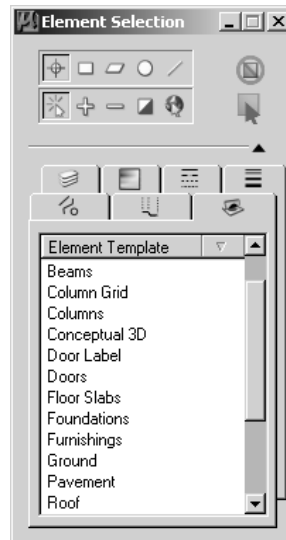 Element Selection
Element Template
Beams
Column Grid
Columns
Conceptual 3D
Door Label
Doors
Floor Slabs
Foundations
Furnishings
Ground
Pavement
Roof